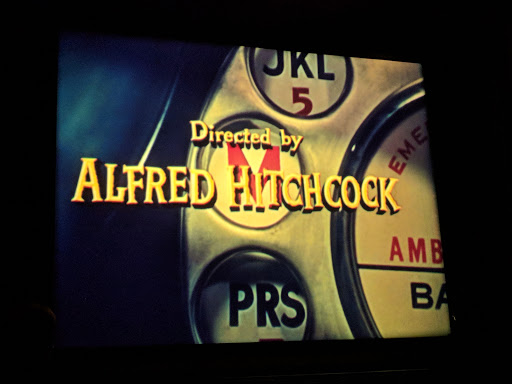 JKL
5
Directed by
M
ALFRED HITCHCOCK
EME
AMB
BA
PRS